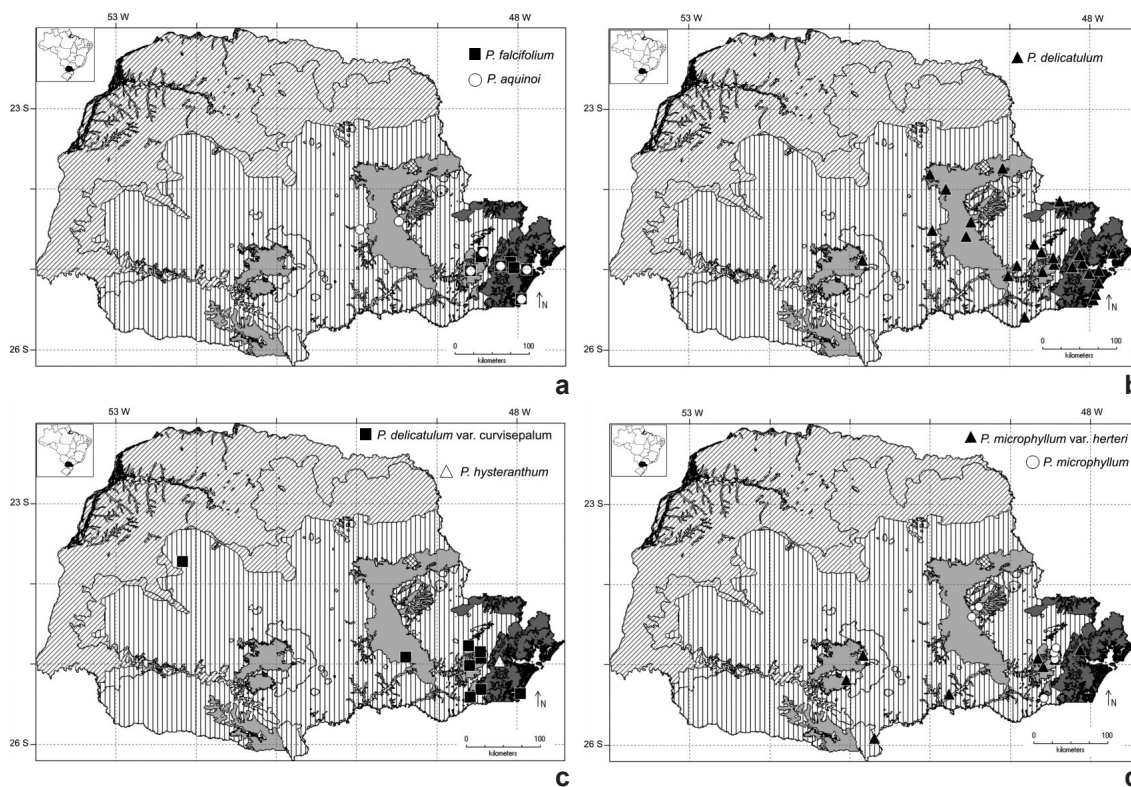 53 W
48 W
P. falcifolium
P. aquinoi
23 S
26 S
N
0
100
kilometers
a
53 W
48 W
P. delicatulum
23 S
26 S
N
0
100
kilometers
b
53 W
48 W
P. delicatulum var. curvisepalum
P. hysteranthum
23 S
26 S
N
0
100
kilometers
c
53 W
48 W
P. microphyllum var. herteri
P. microphyllum
23 S
26 S
N
0
100
kilometers
d